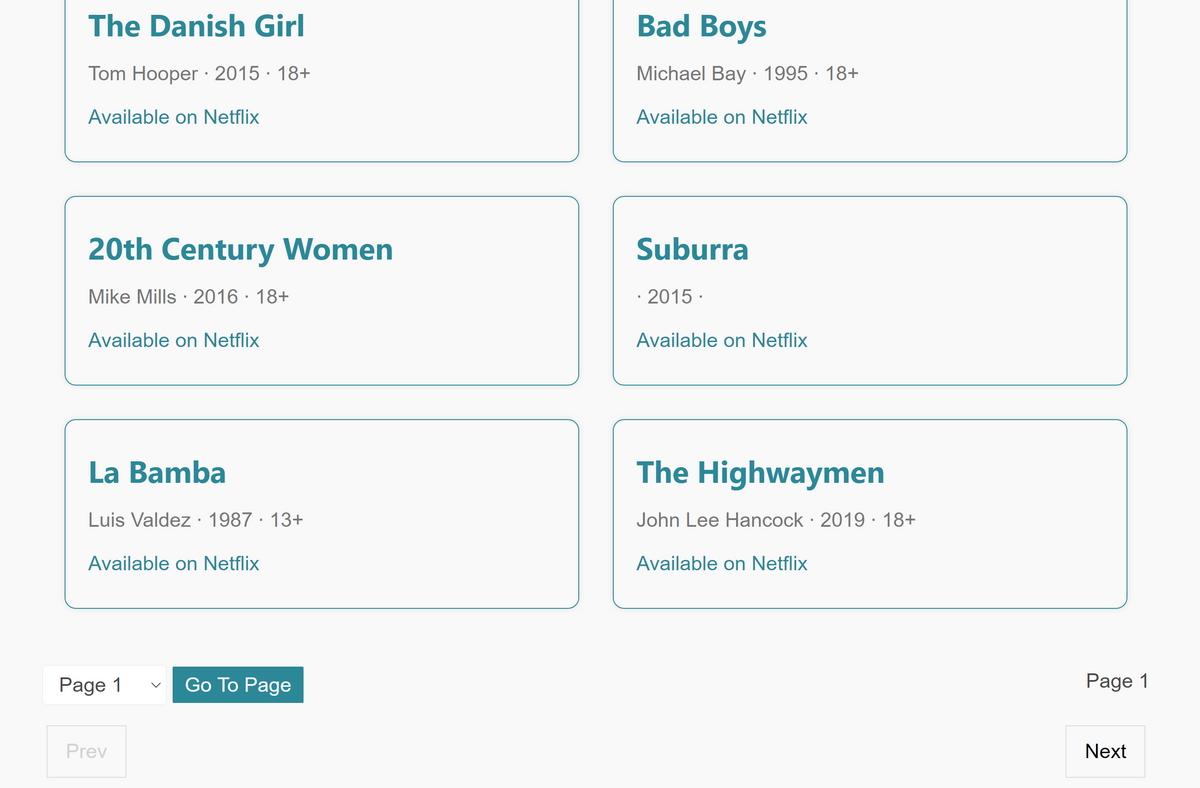 The Danish Girl
Tom Hooper · 2015 · 18+
Available on Netflix
Bad Boys
Michael Bay · 1995 · 18+
Available on Netflix
20th Century Women
Mike Mills · 2016 · 18+
Available on Netflix
Suburra
· 2015 ·
Available on Netflix
La Bamba
Luis Valdez · 1987 · 13+
Available on Netflix
The Highwaymen
John Lee Hancock · 2019 · 18+
Available on Netflix
Page 1
Go To Page
Page 1
Prev
Next